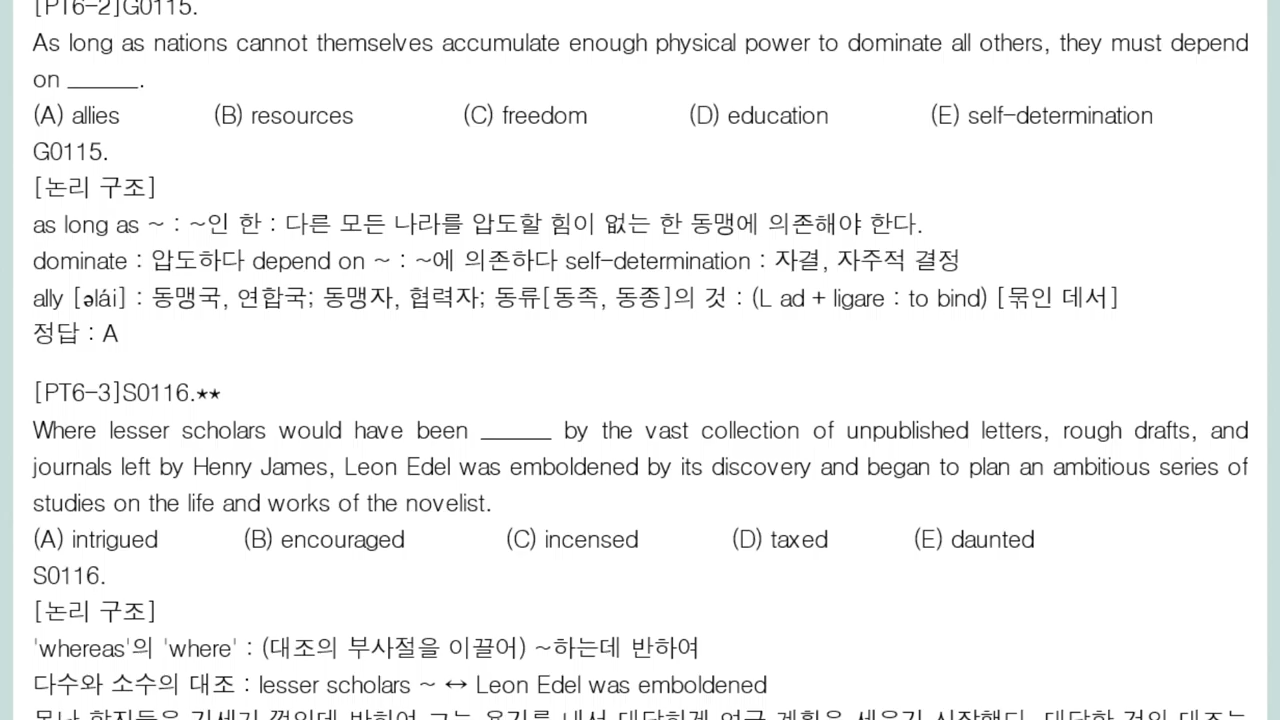 [PT6-2]G0115.
As long as nations cannot themselves accumulate enough physical power to dominate all others, they must depend
on ______.
(A) allies (B) resources (C) freedom (D) education (E) self-determination
G0115.
[논리 구조]
as long as ~ : ~인 한 : 다른 모든 나라를 압도할 힘이 없는 한 동맹에 의존해야 한다.
dominate : 압도하다 depend on ~ : ~에 의존하다 self-determination : 자결, 자주적 결정
ally [əlái] : 동맹국, 연합국; 동맹자, 협력자; 동류[동족, 동종]의 것 : (L ad + ligare : to bind) [묶인 데서]
정답 : A
[PT6-3]S0116.★★
Where lesser scholars would have been ______ by the vast collection of unpublished letters, rough drafts, and
journals left by Henry James, Leon Edel was emboldened by its discovery and began to plan an ambitious series of
studies on the life and works of the novelist.
(A) intrigued (B) encouraged (C) incensed (D) taxed (E) daunted
S0116.
[논리 구조]
'whereas'의 'where' : (대조의 부사절을 이끌어) ~하는데 반하여
다수와 소수의 대조 : lesser scholars ~ ↔ Leon Edel was emboldened